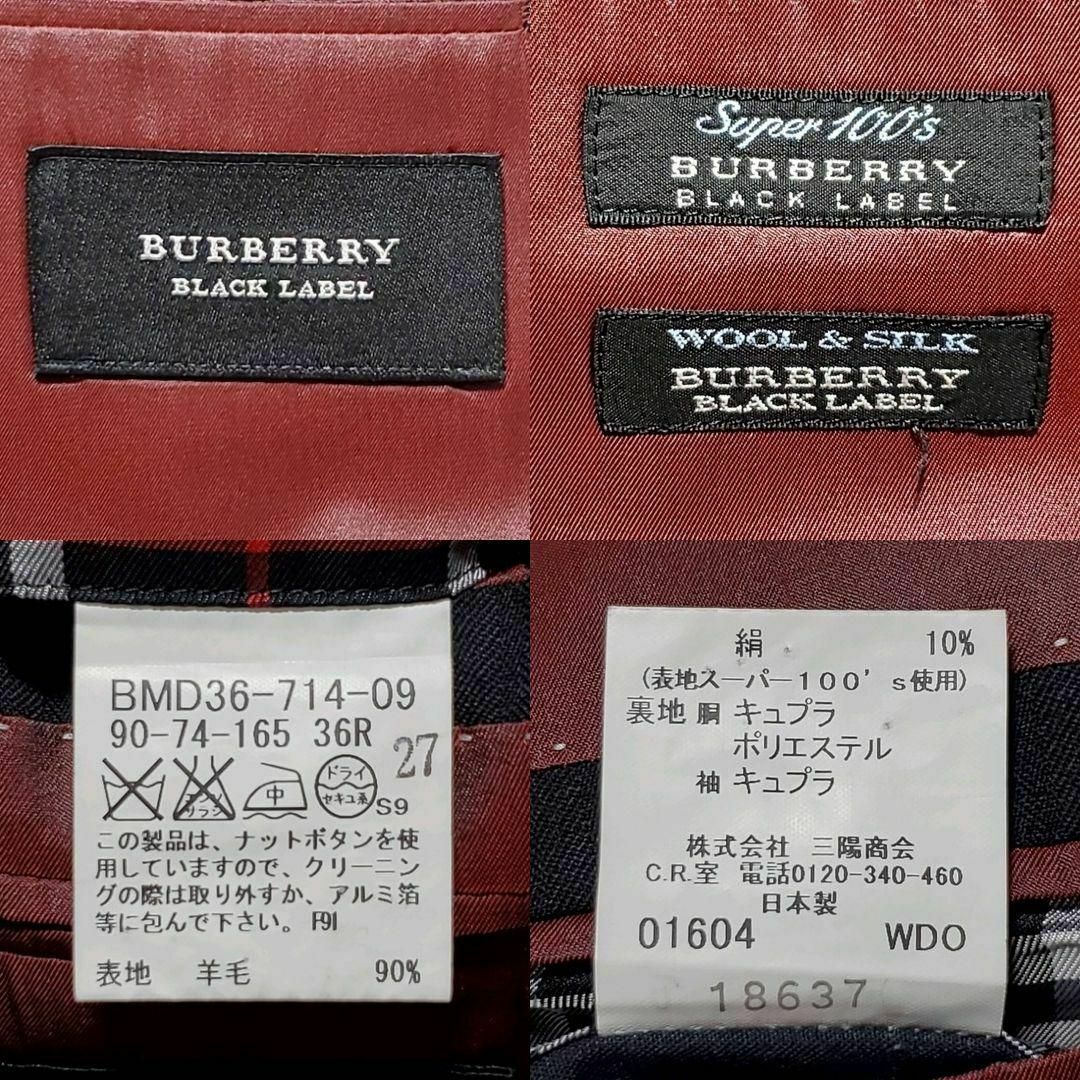 BURBERRY
BLACK LABEL
Super 100's
BURBERRY
BLACK LABEL
WOOL & SILK
BURBERRY
BLACK LABEL
BMD36-714-09
90-74-165 36R
27
エンソ
サラシ
中
ドライ
セキユ系
S9
この製品は、ナットボタンを使
用していますので、クリーニン
グの際は取り外すか、アルミ箔
等に包んで下さい。F91
表地 羊毛 90%
絹 10%
(表地スーパー100's使用)
裏地 胴 キュプラ
ポリエステル
袖 キュプラ
株式会社 三陽商会
C.R.室 電話0120-340-460
日本製
01604 WDO
18637